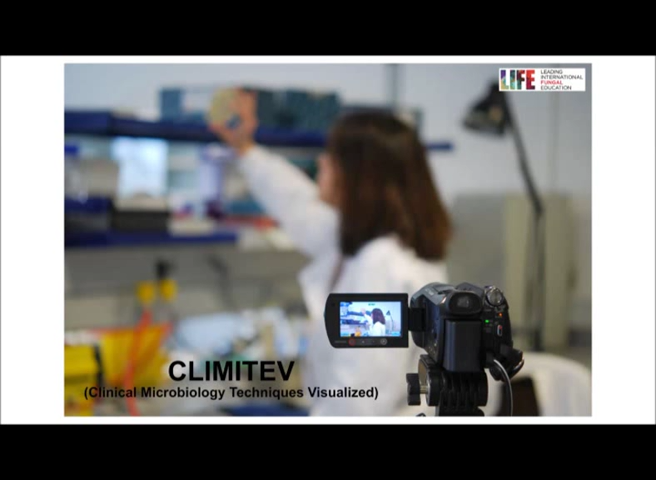 LIFE
LEADING
INTERNATIONAL
FUNGAL
EDUCATION
CLIMITEV
(Clinical Microbiology Techniques Visualized)